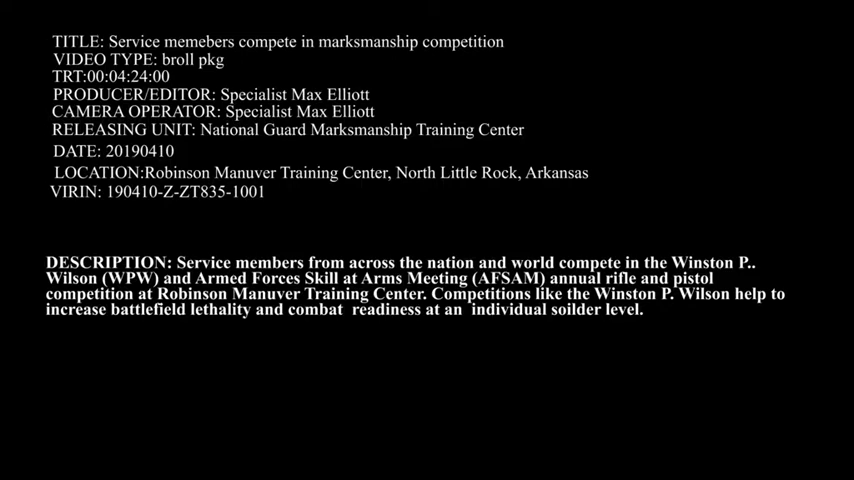 TITLE: Service memebers compete in marksmanship competition
VIDEO TYPE: broll pkg
TRT:00:04:24:00
PRODUCER/EDITOR: Specialist Max Elliott
CAMERA OPERATOR: Specialist Max Elliott
RELEASING UNIT: National Guard Marksmanship Training Center
DATE: 20190410
LOCATION:Robinson Manuver Training Center, North Little Rock, Arkansas
VIRIN: 190410-Z-ZT835-1001
DESCRIPTION: Service members from across the nation and world compete in the Winston P..
Wilson (WPW) and Armed Forces Skill at Arms Meeting (AFSAM) annual rifle and pistol
competition at Robinson Manuver Training Center. Competitions like the Winston P. Wilson help to
increase battlefield lethality and combat  readiness at an  individual soilder level.